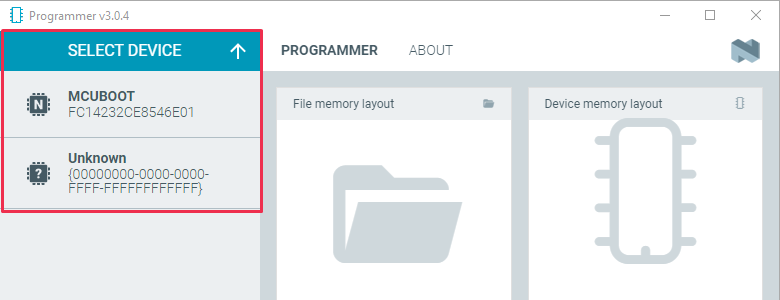 Programmer v3.0.4
SELECT DEVICE
PROGRAMMER
ABOUT
N
MCUBOOT
FC14232CE8546E01
?
Unknown
{00000000-0000-0000-
FFFF-FFFFFFFFFFFF}
File memory layout
Device memory layout